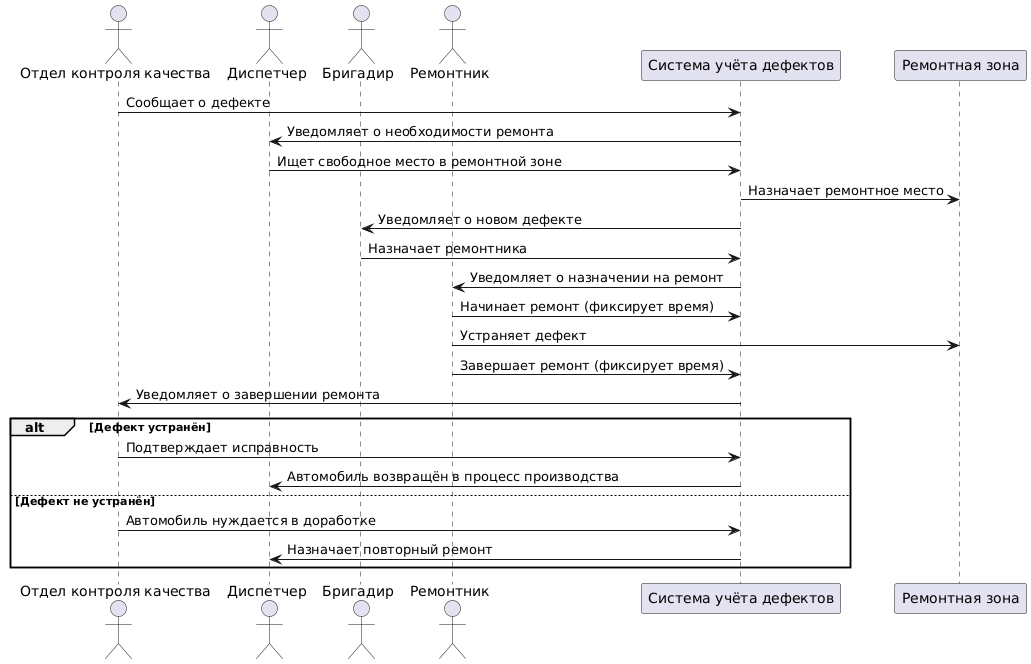 Отдел контроля качества
Диспетчер
Бригадир
Ремонтник
Система учёта дефектов
Ремонтная зона
Сообщает о дефекте
Уведомляет о необходимости ремонта
Ищет свободное место в ремонтной зоне
Назначает ремонтное место
Уведомляет о новом дефекте
Назначает ремонтника
Уведомляет о назначении на ремонт
Начинает ремонт (фиксирует время)
Устраняет дефект
Завершает ремонт (фиксирует время)
Уведомляет о завершении ремонта
alt [Дефект устранён]
Подтверждает исправность
Автомобиль возвращён в процесс производства
[Дефект не устранён]
Автомобиль нуждается в доработке
Назначает повторный ремонт
Отдел контроля качества
Диспетчер
Бригадир
Ремонтник
Система учёта дефектов
Ремонтная зона